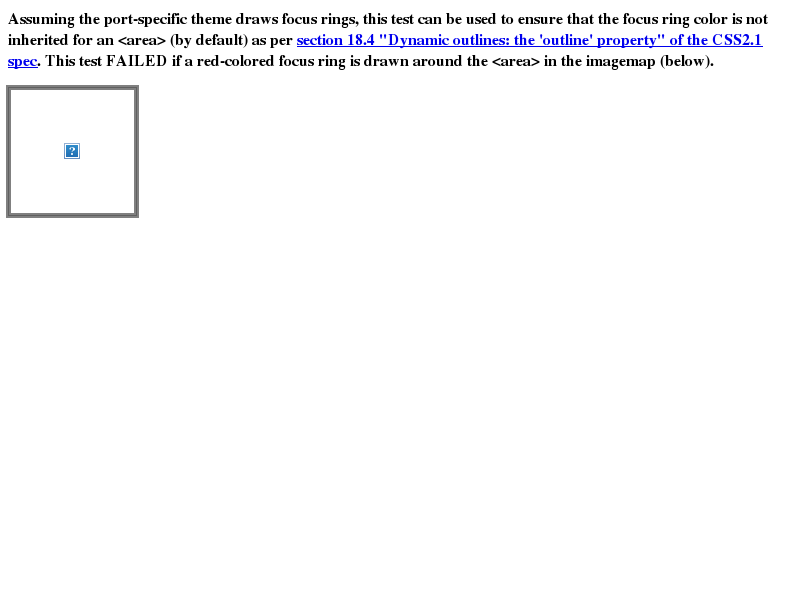 Assuming the port-specific theme draws focus rings, this test can be used to ensure that the focus ring color is not
inherited for an <area> (by default) as per section 18.4 "Dynamic outlines: the 'outline' property" of the CSS2.1
spec. This test FAILED if a red-colored focus ring is drawn around the <area> in the imagemap (below).
?